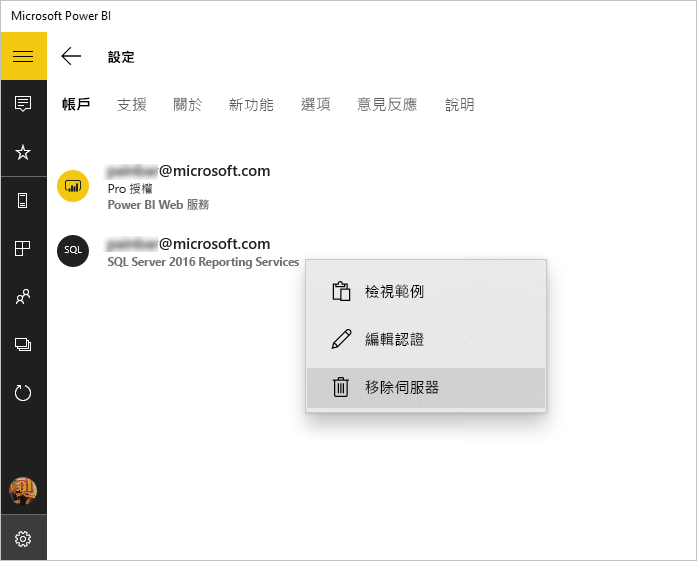 Microsoft Power BI
設定
帳戶 支援 關於 新功能 選項 意見反應 說明
@microsoft.com
Pro 授權
Power BI Web 服務
SQL
@microsoft.com
SQL Server 2016 Reporting Services
檢視範例
編輯認證
移除伺服器